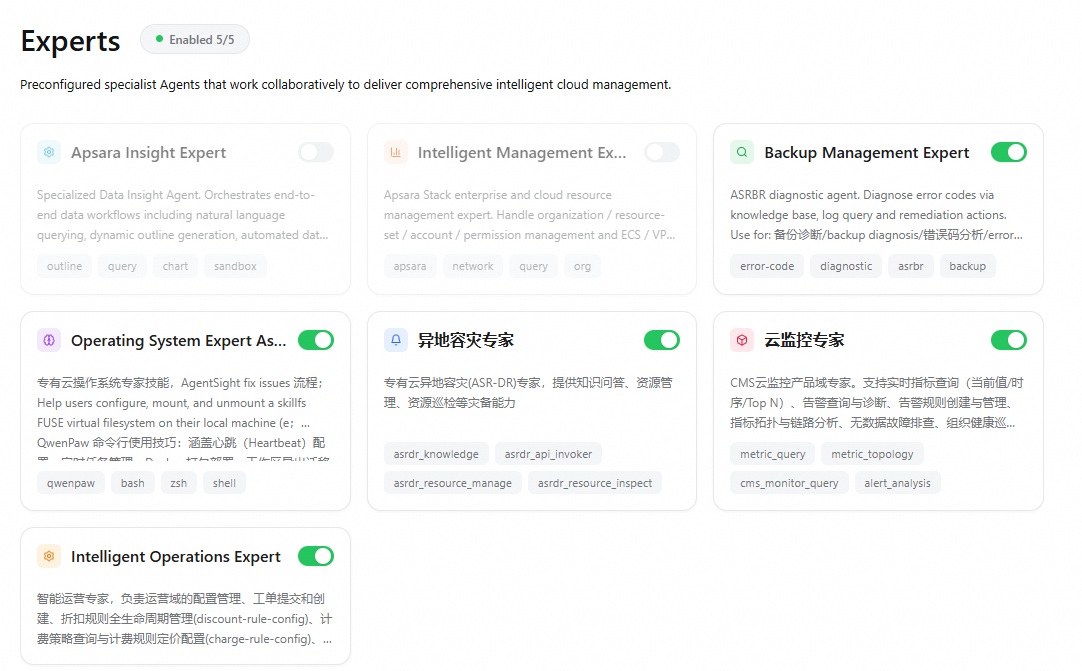 Experts
Enabled 5/5
Preconfigured specialist Agents that work collaboratively to deliver comprehensive intelligent cloud management.
Apsara Insight Expert
Specialized Data Insight Agent. Orchestrates end-to-
end data workflows including natural language
querying, dynamic outline generation, automated dat...
outline query chart sandbox
Intelligent Management Ex...
Apsara Stack enterprise and cloud resource
management expert. Handle organization / resource-
set / account / permission management and ECS / VP...
apsara network query org
Backup Management Expert
ASRBR diagnostic agent. Diagnose error codes via
knowledge base, log query and remediation actions.
Use for: 备份诊断/backup diagnosis/错误码分析/error...
error-code diagnostic asrbr backup
Operating System Expert As...
专有云操作系统专家技能，AgentSight fix issues 流程；
Help users configure, mount, and unmount a skillfs
FUSE virtual filesystem on their local machine (e；...
QwenPaw 命令行使用技巧：涵盖心跳（Heartbeat）配
qwenpaw bash zsh shell
异地容灾专家
专有云异地容灾(ASR-DR)专家，提供知识问答、资源管
理、资源巡检等灾备能力
asrdr_knowledge asrdr_api_invoker
asrdr_resource_manage asrdr_resource_inspect
云监控专家
CMS云监控产品域专家。支持实时指标查询（当前值/时
序/Top N）、告警查询与诊断、告警规则创建与管理、
指标拓扑与链路分析、无数据故障排查、组织健康巡...
metric_query metric_topology
cms_monitor_query alert_analysis
Intelligent Operations Expert
智能运营专家，负责运营域的配置管理、工单提交和创
建、折扣规则全生命周期管理(discount-rule-config)、计
费策略查询与计费规则定价配置(charge-rule-config)、...